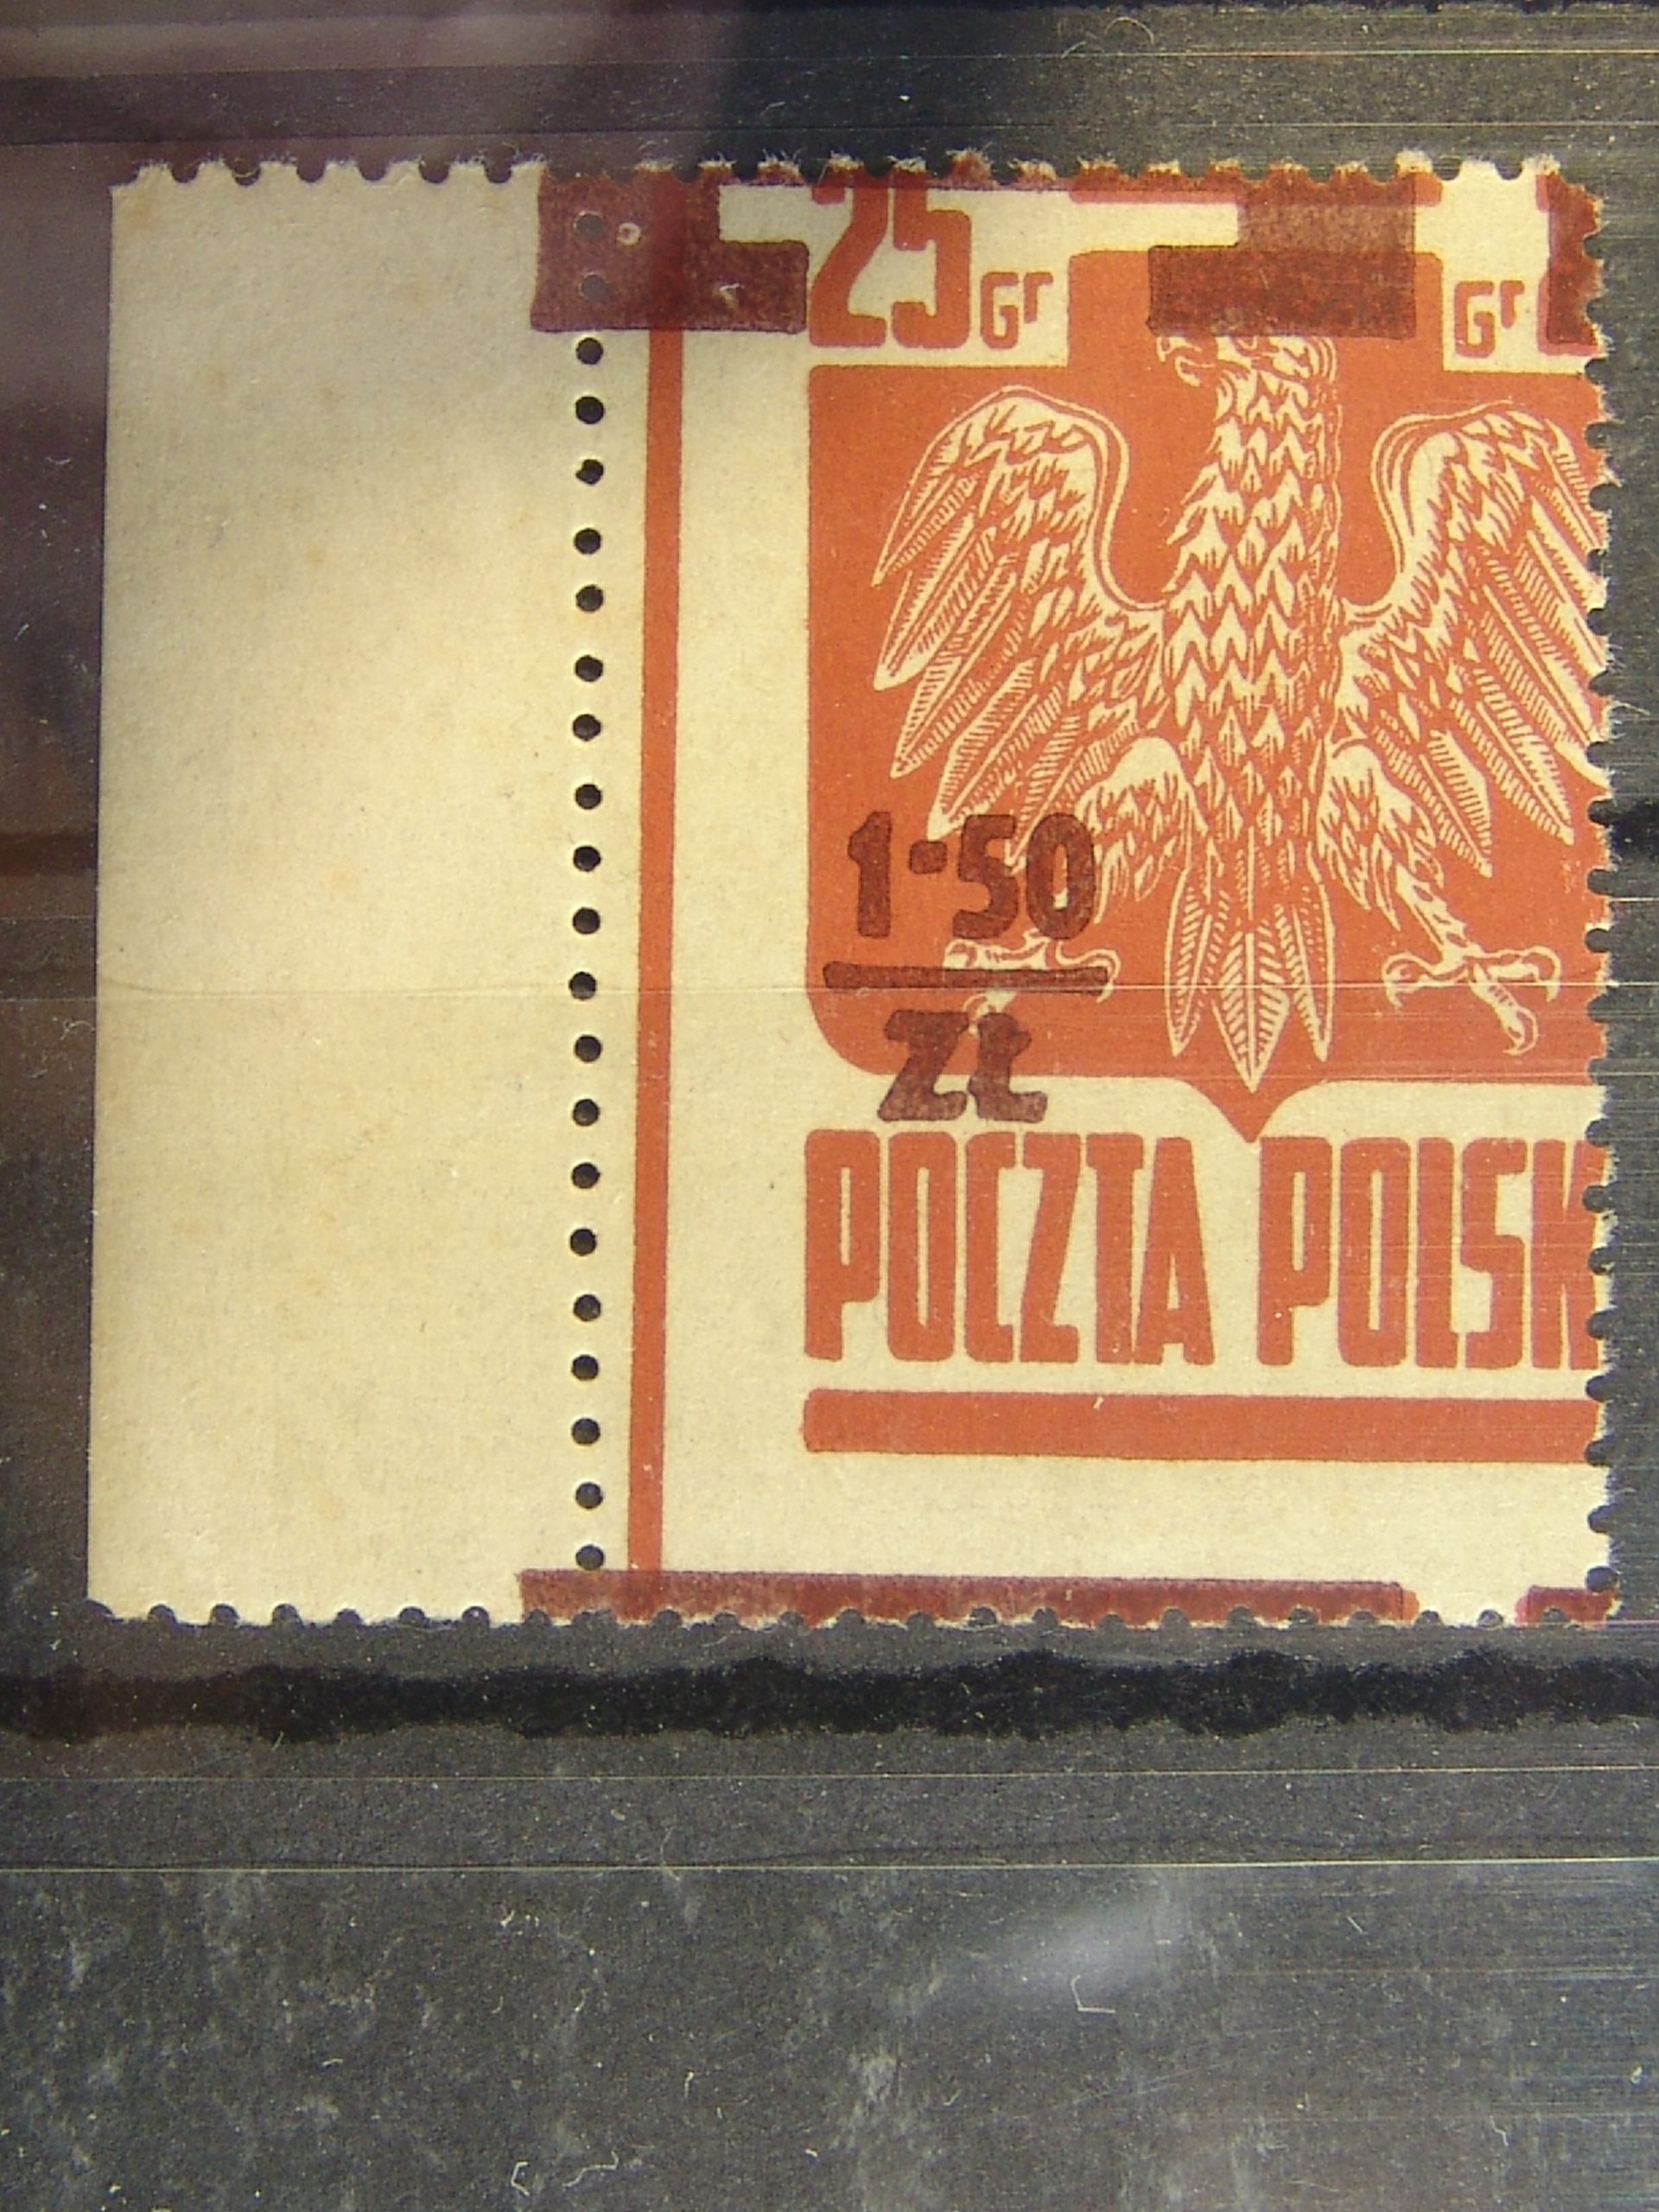 25 Gr Gr
1·50
ZŁ
POCZTA POLSK